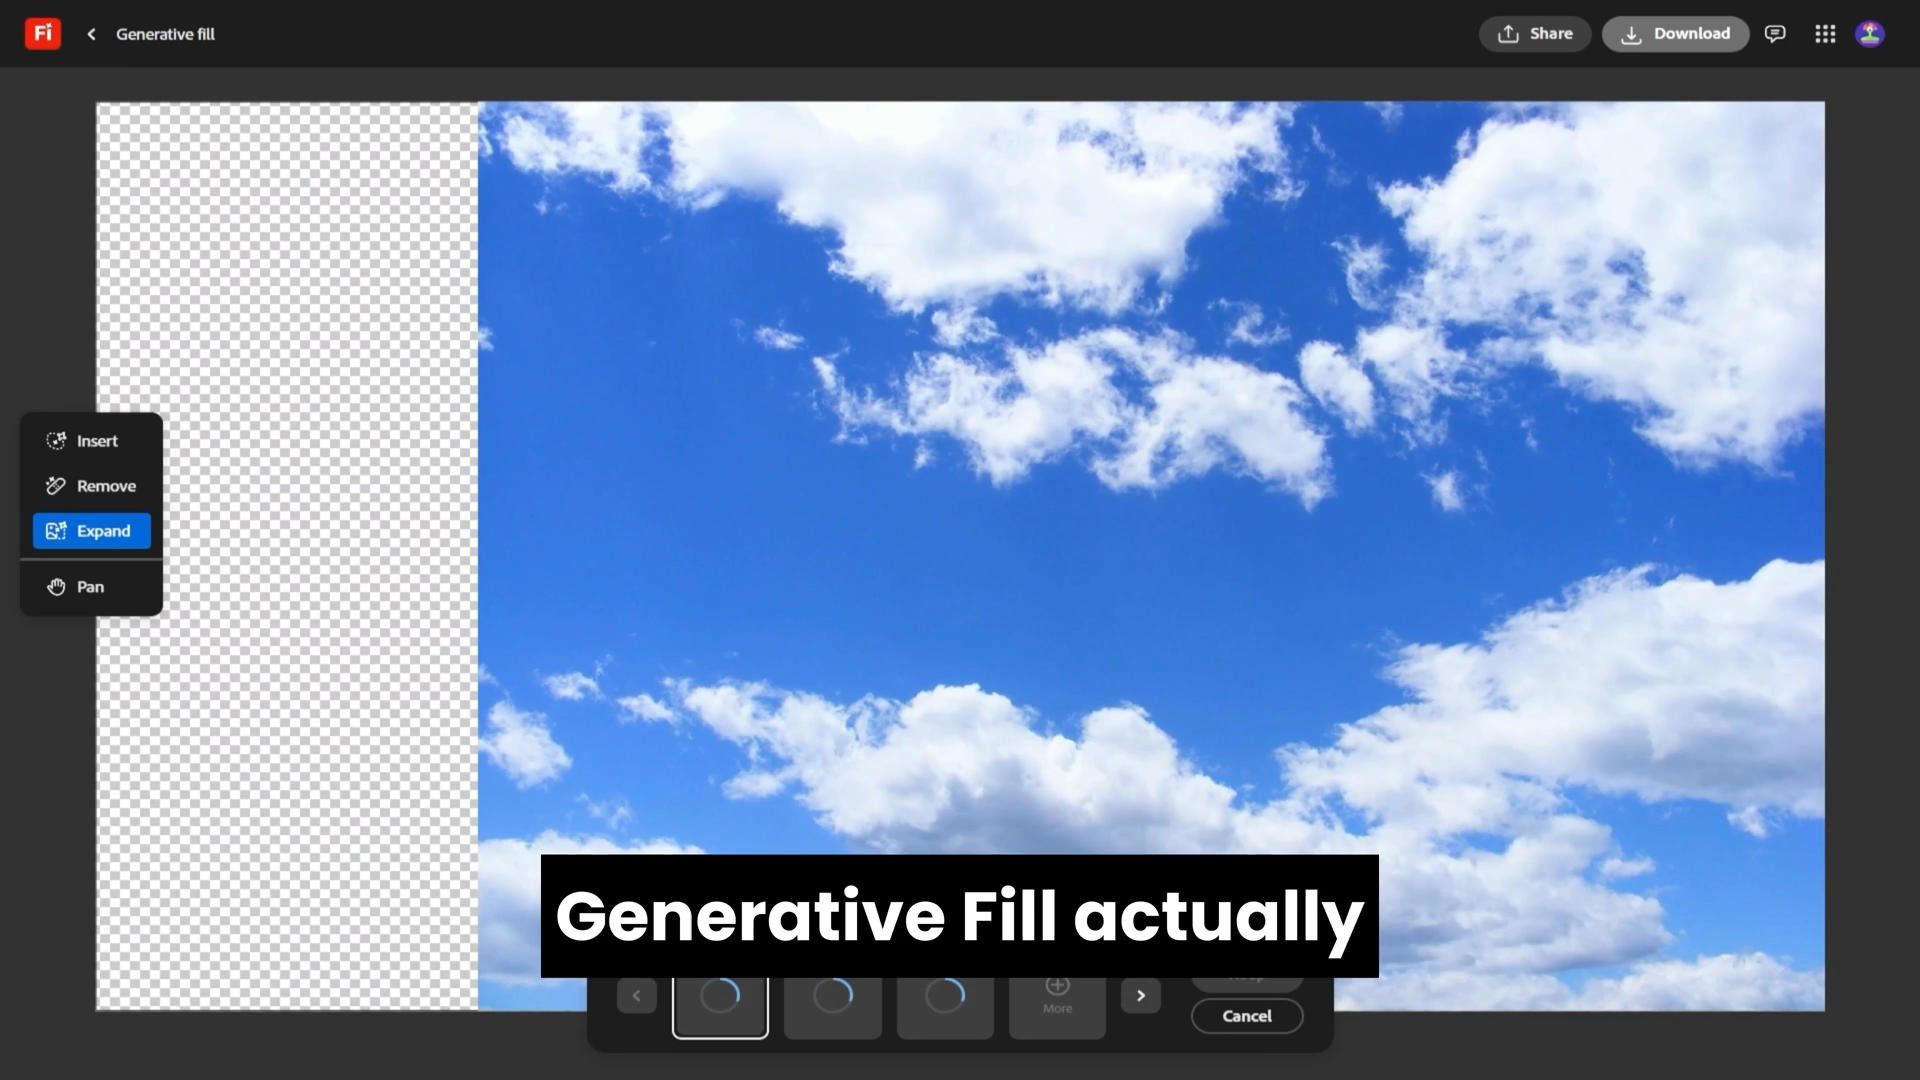 Fi
Generative fill
Share
Download
Insert
Remove
Expand
Pan
Generative Fill actually
More
Cancel